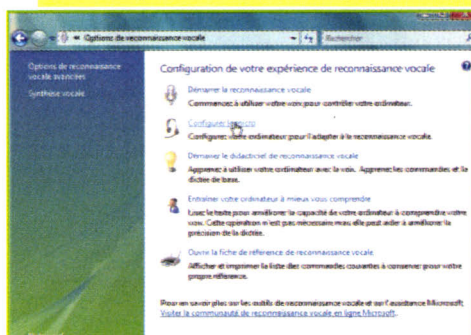 « Options de reconnaissance vocale
Rechercher
Options de reconnaissance
vocale avancées
Synthèse vocale
Configuration de votre expérience de reconnaissance vocale
Démarrer la reconnaissance vocale
Commencez à utiliser votre voix pour contrôler votre ordinateur.
Configurer le micro
Configurez votre ordinateur pour l'adapter à la reconnaissance vocale.
Démarrer le didacticiel de reconnaissance vocale
Apprenez à utiliser votre ordinateur avec la voix. Apprenez les commandes et la
dictée de base.
Entraîner votre ordinateur à mieux vous comprendre
Lisez le texte pour améliorer la capacité de votre ordinateur à comprendre votre
voix. Cette opération n'est pas nécessaire mais elle peut aider à améliorer la
précision de la dictée.
Ouvrir la fiche de référence de reconnaissance vocale
Afficher et imprimer la liste des commandes courantes à conserver pour votre
propre référence.
Pour en savoir plus sur les outils de reconnaissance vocale et sur l'assistance Microsoft:
Visiter la communauté de reconnaissance vocale en ligne Microsoft.